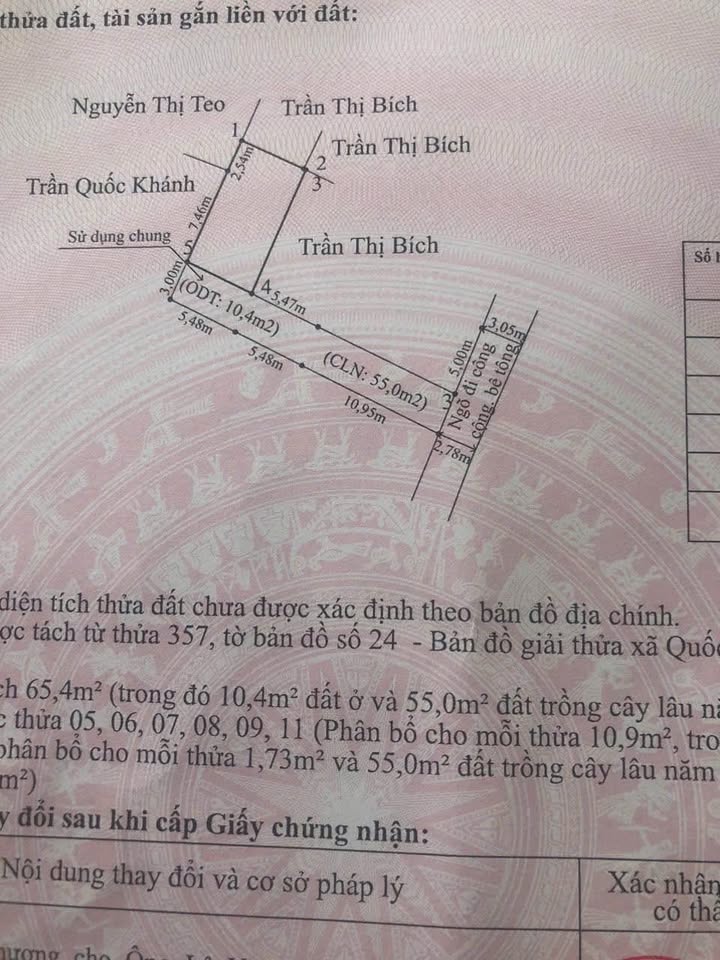 thửa đất, tài sản gắn liền với đất:
Nguyễn Thị Teo
Trần Thị Bích
1
2
Trần Thị Bích
3
2,54m
Trần Quốc Khánh
7,46m
Sử dụng chung
5
Trần Thị Bích
3,00m
(ODT: 10,4m2)
4
5,47m
5,48m
5,48m
(CLN: 55,0m2)
10,95m
5,00m
3,05m
3
Ngõ đi công
cộng, bê tông
2,78m
Số
diện tích thửa đất chưa được xác định theo bản đồ địa chính.
ợc tách từ thửa 357, tờ bản đồ số 24 - Bản đồ giải thửa xã Quố
ch 65,4m² (trong đó 10,4m² đất ở và 55,0m² đất trồng cây lâu n
c thửa 05, 06, 07, 08, 09, 11 (Phân bổ cho mỗi thửa 10,9m², tro
phân bổ cho mỗi thửa 1,73m² và 55,0m² đất trồng cây lâu năm
m²)
y đổi sau khi cấp Giấy chứng nhận:
Nội dung thay đổi và cơ sở pháp lý
Xác nhận
có thẩ